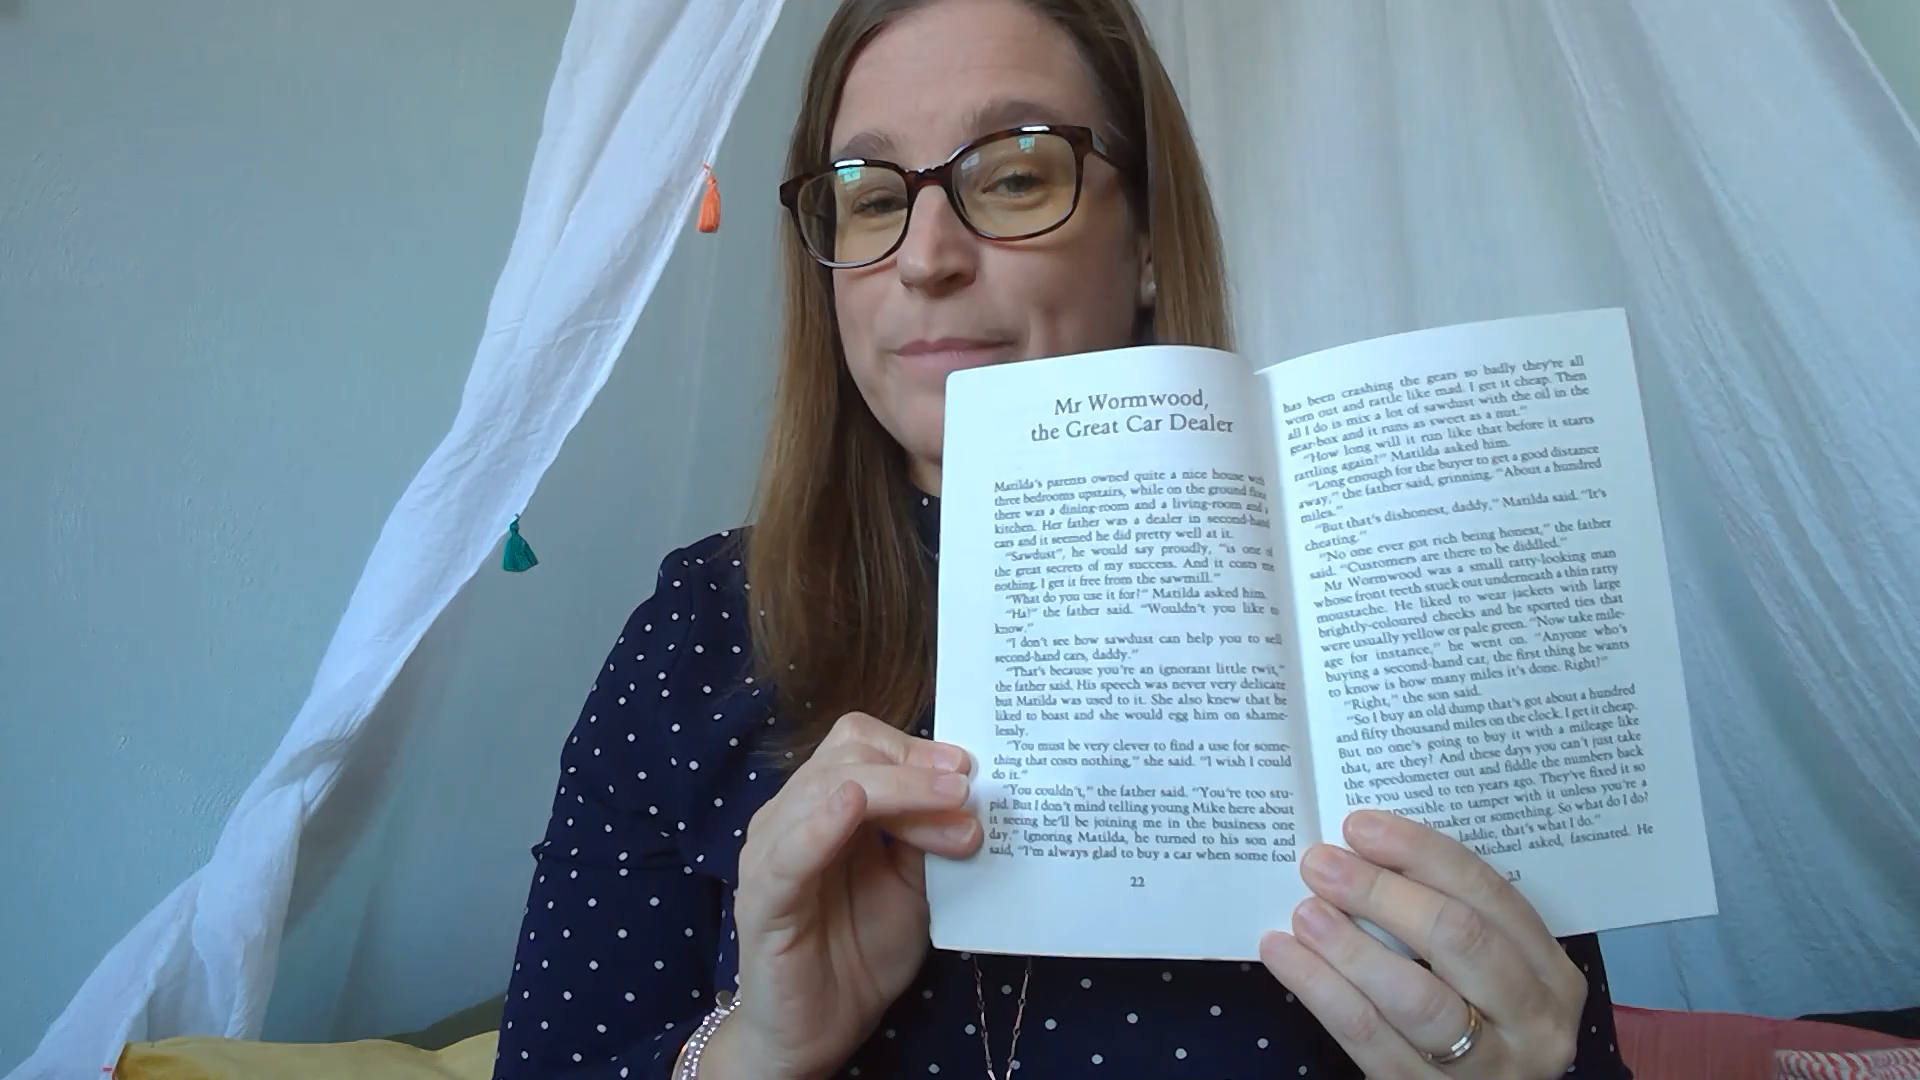 Mr Wormwood,
the Great Car Dealer
Matilda's parents owned quite a nice house with
three bedrooms upstairs, while on the ground floor
there was a dining-room and a living-room and a
kitchen. Her father was a dealer in second-hand
cars and it seemed he did pretty well at it.
"Sawdust", he would say proudly, "is one of
the great secrets of my success. And it costs me
nothing. I get it free from the sawmill."
"What do you use it for?" Matilda asked him.
"Ha!" the father said. "Wouldn't you like to
know."
"I don't see how sawdust can help you to sell
second-hand cars, daddy."
"That's because you're an ignorant little twit,"
the father said. His speech was never very delicate
but Matilda was used to it. She also knew that he
liked to boast and she would egg him on shame-
lessly.
"You must be very clever to find a use for some-
thing that costs nothing," she said. "I wish I could
do it."
"You couldn't," the father said. "You're too stu-
pid. But I don't mind telling young Mike here about
it seeing he'll be joining me in the business one
day." Ignoring Matilda, he turned to his son and
said, "I'm always glad to buy a car when some fool
22
has been crashing the gears so badly they're all
worn out and rattle like mad. I get it cheap. Then
all I do is mix a lot of sawdust with the oil in the
gear-box and it runs as sweet as a nut."
"How long will it run like that before it starts
rattling again?" Matilda asked him.
"Long enough for the buyer to get a good distance
away," the father said, grinning. "About a hundred
miles."
"But that's dishonest, daddy," Matilda said. "It's
cheating."
"No one ever got rich being honest," the father
said. "Customers are there to be diddled."
Mr Wormwood was a small ratty-looking man
whose front teeth stuck out underneath a thin ratty
moustache. He liked to wear jackets with large
brightly-coloured checks and he sported ties that
were usually yellow or pale green. "Now take mile-
age for instance," he went on. "Anyone who's
buying a second-hand car, the first thing he wants
to know is how many miles it's done. Right?"
"Right," the son said.
"So I buy an old dump that's got about a hundred
and fifty thousand miles on the clock. I get it cheap.
But no one's going to buy it with a mileage like
that, are they? And these days you can't just take
the speedometer out and fiddle the numbers back
like you used to ten years ago. They've fixed it so
possible to tamper with it unless you're a
hmaker or something. So what do I do?
laddie, that's what I do."
Michael asked, fascinated. He
23